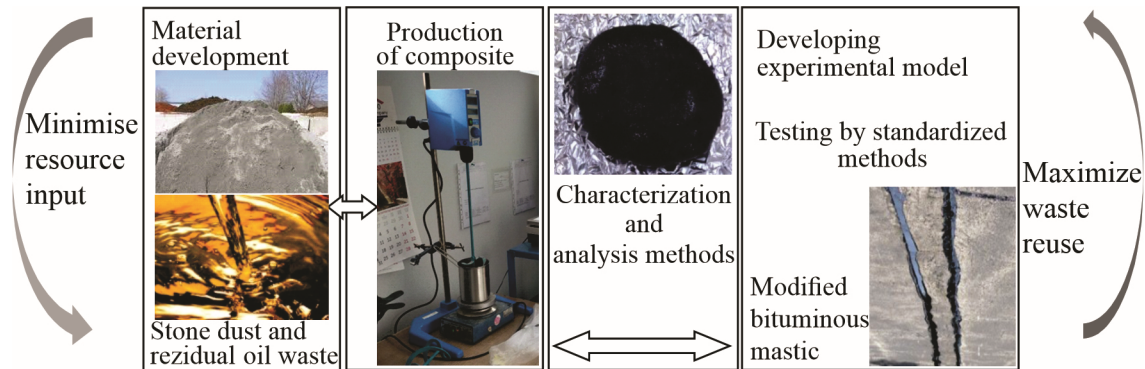 Minimise
resource
input
Material
development
Stone dust and
rezidual oil waste
Production
of composite
Characterization
and
analysis methods
Developing
experimental model
Testing by standardized
methods
Modified
bituminous
mastic
Maximize
waste
reuse